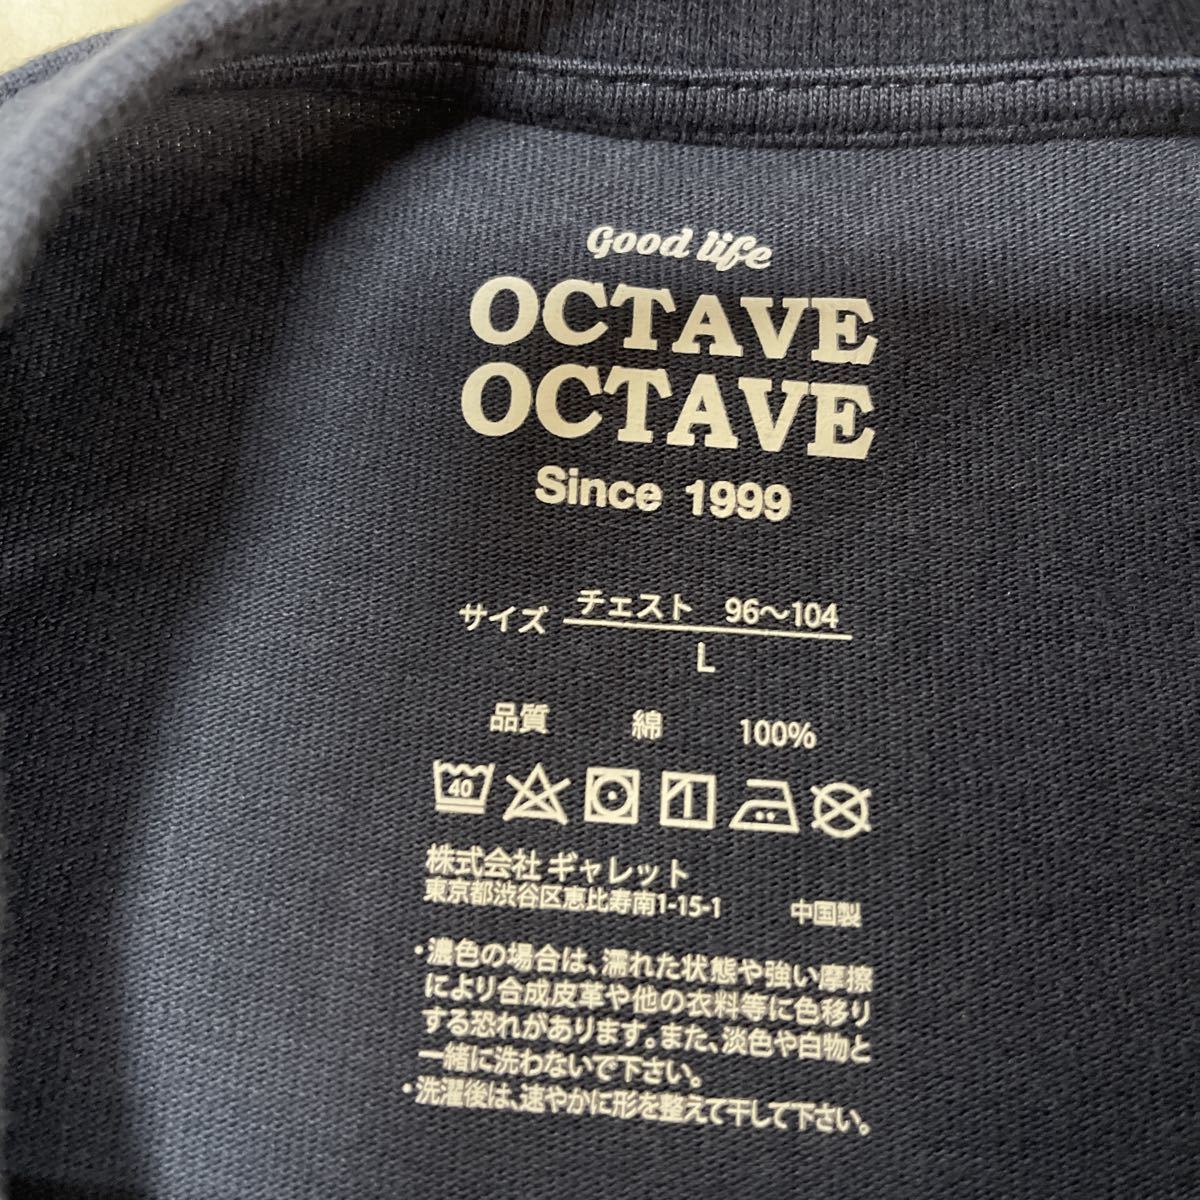 Good life
OCTAVE
OCTAVE
Since 1999
サイズ チェスト 96～104
L
品質 綿 100%
40
株式会社 ギャレット
東京都渋谷区恵比寿南1-15-1 中国製
・濃色の場合は、濡れた状態や強い摩擦
により合成皮革や他の衣料等に色移り
する恐れがあります。また、淡色や白物と
一緒に洗わないで下さい。
・洗濯後は、速やかに形を整えて干して下さい。